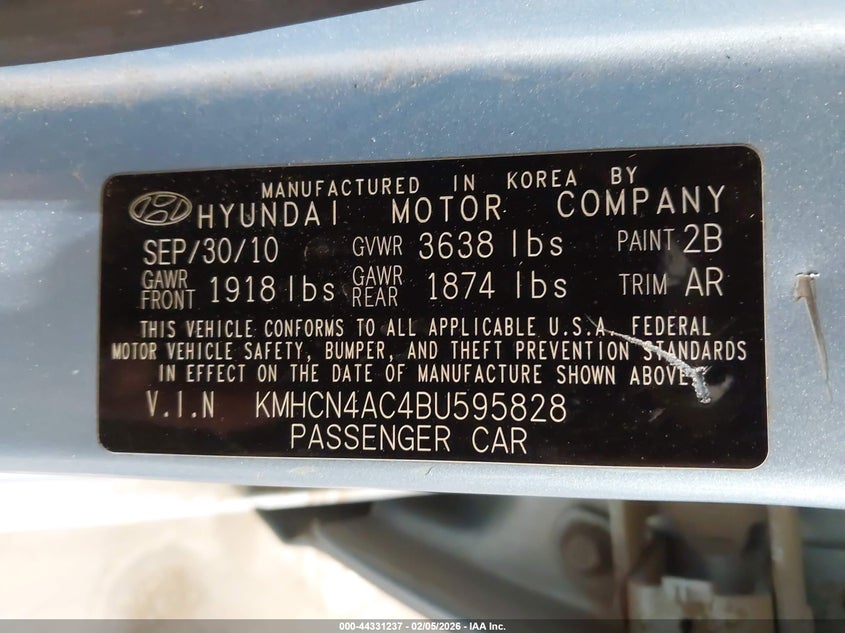 MANUFACTURED IN KOREA BY
HYUNDAI MOTOR COMPANY
SEP/30/10 GVWR 3638 lbs PAINT 2B
GAWR FRONT 1918 lbs GAWR REAR 1874 lbs TRIM AR
THIS VEHICLE CONFORMS TO ALL APPLICABLE U.S.A. FEDERAL
MOTOR VEHICLE SAFETY, BUMPER, AND THEFT PREVENTION STANDARDS
IN EFFECT ON THE DATE OF MANUFACTURE SHOWN ABOVE.
V.I.N KMHCN4AC4BU595828
PASSENGER CAR
000-44331237 - 02/05/2026 - IAA Inc.